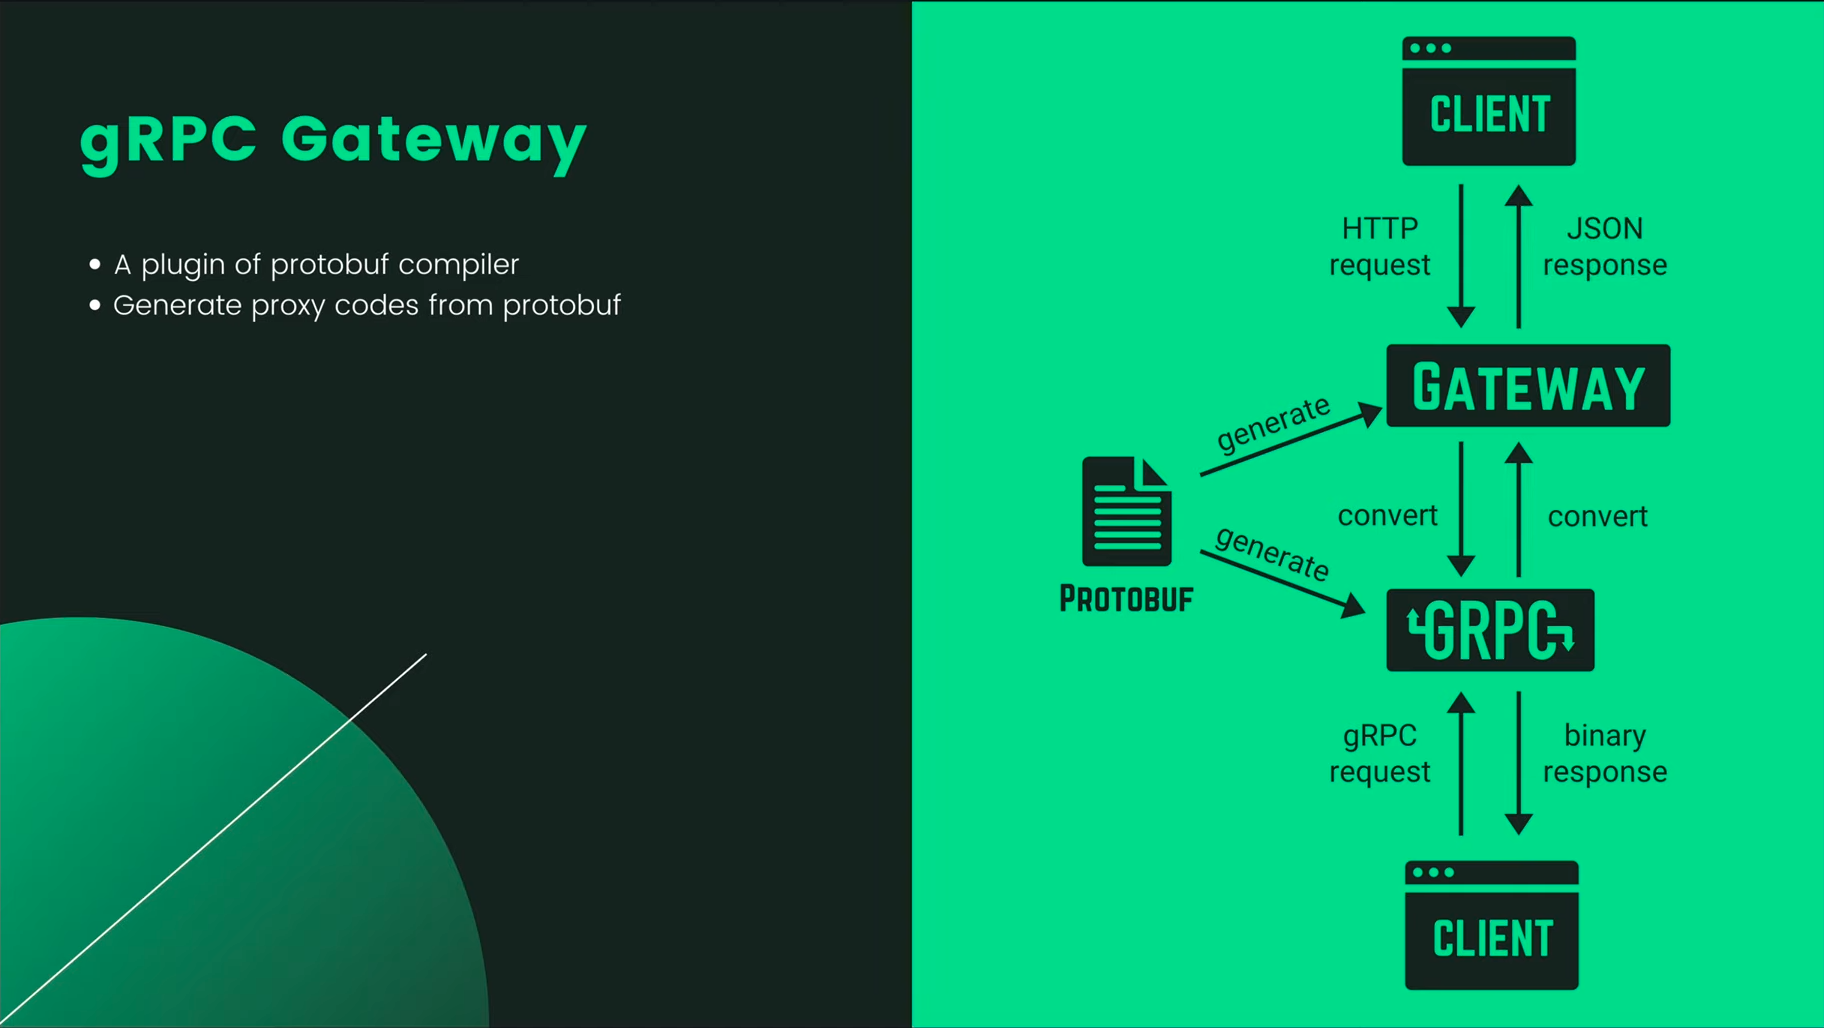 gRPC Gateway
• A plugin of protobuf compiler
• Generate proxy codes from protobuf
CLIENT
HTTP
request
JSON
response
GATEWAY
generate
convert
convert
PROTOBUF
generate
GRPC
gRPC
request
binary
response
CLIENT